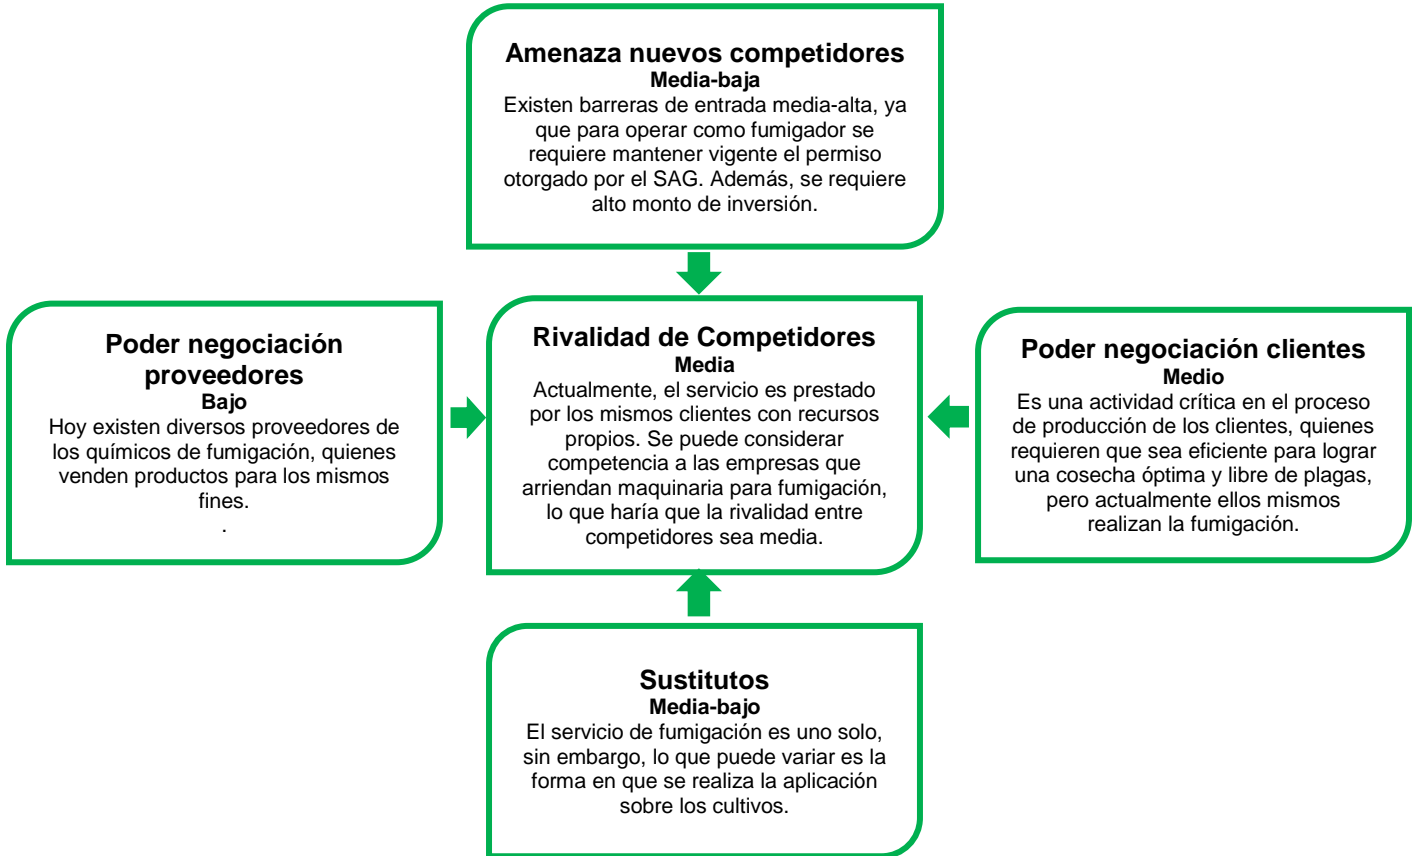 Amenaza nuevos competidores
Media-baja
Existen barreras de entrada media-alta, ya
que para operar como fumigador se
requiere mantener vigente el permiso
otorgado por el SAG. Además, se requiere
alto monto de inversión.
Poder negociación
proveedores
Bajo
Hoy existen diversos proveedores de
los químicos de fumigación, quienes
venden productos para los mismos
fines.
.
Rivalidad de Competidores
Media
Actualmente, el servicio es prestado
por los mismos clientes con recursos
propios. Se puede considerar
competencia a las empresas que
arriendan maquinaria para fumigación,
lo que haría que la rivalidad entre
competidores sea media.
Poder negociación clientes
Medio
Es una actividad crítica en el proceso
de producción de los clientes, quienes
requieren que sea eficiente para lograr
una cosecha óptima y libre de plagas,
pero actualmente ellos mismos
realizan la fumigación.
Sustitutos
Media-bajo
El servicio de fumigación es uno solo,
sin embargo, lo que puede variar es la
forma en que se realiza la aplicación
sobre los cultivos.